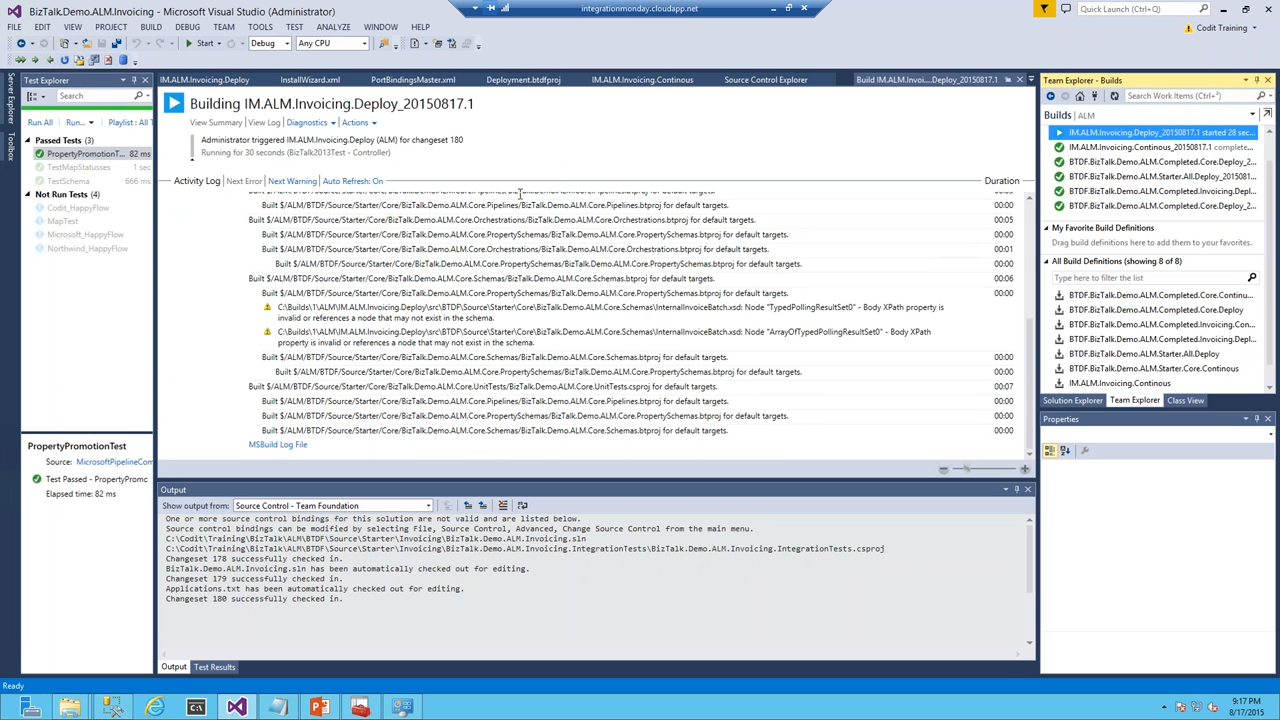 BizTalk.Demo.ALM.Invoicing - Microsoft Visual Studio (Administrator)
integrationmonday.cloudapp.net
Quick Launch (Ctrl+Q)
FILE EDIT VIEW PROJECT BUILD DEBUG TEAM TOOLS TEST ANALYZE WINDOW HELP
Codit Training
Start Debug Any CPU
Server Explorer
Toolbox
Test Explorer
Search
Run All Run... Playlist : All T
Passed Tests (3)
PropertyPromotionT... 82 ms
TestMapStatusses 1 sec
TestSchema 666 ms
Not Run Tests (4)
Codit_HappyFlow
MapTest
Microsoft_HappyFlow
Northwind_HappyFlow
PropertyPromotionTest
Source: MicrosoftPipelineCom
Test Passed - PropertyPromc
Elapsed time: 82 ms
IM.ALM.Invoicing.Deploy InstallWizard.xml PortBindingsMaster.xml Deployment.btdfproj IM.ALM.Invoicing.Continous Source Control Explorer Build IM.ALM.Invoi....Deploy_20150817.1
Building IM.ALM.Invoicing.Deploy_20150817.1
View Summary View Log Diagnostics Actions
Administrator triggered IM.ALM.Invoicing.Deploy (ALM) for changeset 180
Running for 30 seconds (BizTalk2013Test - Controller)
Activity Log Next Error Next Warning Auto Refresh: On Duration
Built $/ALM/BTDF/Source/Starter/Core/BizTalk.Demo.ALM.Core.Pipelines/BizTalk.Demo.ALM.Core.Pipelines.btproj for default targets. 00:00
Built $/ALM/BTDF/Source/Starter/Core/BizTalk.Demo.ALM.Core.Orchestrations/BizTalk.Demo.ALM.Core.Orchestrations.btproj for default targets. 00:05
Built $/ALM/BTDF/Source/Starter/Core/BizTalk.Demo.ALM.Core.PropertySchemas/BizTalk.Demo.ALM.Core.PropertySchemas.btproj for default targets. 00:00
Built $/ALM/BTDF/Source/Starter/Core/BizTalk.Demo.ALM.Core.Orchestrations/BizTalk.Demo.ALM.Core.Orchestrations.btproj for default targets. 00:01
Built $/ALM/BTDF/Source/Starter/Core/BizTalk.Demo.ALM.Core.PropertySchemas/BizTalk.Demo.ALM.Core.PropertySchemas.btproj for default targets. 00:00
Built $/ALM/BTDF/Source/Starter/Core/BizTalk.Demo.ALM.Core.Schemas/BizTalk.Demo.ALM.Core.Schemas.btproj for default targets. 00:06
Built $/ALM/BTDF/Source/Starter/Core/BizTalk.Demo.ALM.Core.PropertySchemas/BizTalk.Demo.ALM.Core.PropertySchemas.btproj for default targets. 00:00
C:\Builds\1\ALM\IM.ALM.Invoicing.Deploy\src\BTDF\Source\Starter\Core\BizTalk.Demo.ALM.Core.Schemas\InternalInvoiceBatch.xsd: Node "TypedPollingResultSet0" - Body XPath property is
invalid or references a node that may not exist in the schema.
C:\Builds\1\ALM\IM.ALM.Invoicing.Deploy\src\BTDF\Source\Starter\Core\BizTalk.Demo.ALM.Core.Schemas\InternalInvoiceBatch.xsd: Node "ArrayOfTypedPollingResultSet0" - Body XPath
property is invalid or references a node that may not exist in the schema.
Built $/ALM/BTDF/Source/Starter/Core/BizTalk.Demo.ALM.Core.Schemas/BizTalk.Demo.ALM.Core.Schemas.btproj for default targets. 00:00
Built $/ALM/BTDF/Source/Starter/Core/BizTalk.Demo.ALM.Core.PropertySchemas/BizTalk.Demo.ALM.Core.PropertySchemas.btproj for default targets. 00:00
Built $/ALM/BTDF/Source/Starter/Core/BizTalk.Demo.ALM.Core.UnitTests/BizTalk.Demo.ALM.Core.UnitTests.csproj for default targets. 00:07
Built $/ALM/BTDF/Source/Starter/Core/BizTalk.Demo.ALM.Core.Pipelines/BizTalk.Demo.ALM.Core.Pipelines.btproj for default targets. 00:00
Built $/ALM/BTDF/Source/Starter/Core/BizTalk.Demo.ALM.Core.PropertySchemas/BizTalk.Demo.ALM.Core.PropertySchemas.btproj for default targets. 00:00
Built $/ALM/BTDF/Source/Starter/Core/BizTalk.Demo.ALM.Core.Schemas/BizTalk.Demo.ALM.Core.Schemas.btproj for default targets. 00:00
MSBuild Log File
Output
Show output from: Source Control - Team Foundation
One or more source control bindings for this solution are not valid and are listed below.
Source control bindings can be modified by selecting File, Source Control, Advanced, Change Source Control from the main menu.
C:\Codit\Training\BizTalk\ALM\BTDF\Source\Starter\Invoicing\BizTalk.Demo.ALM.Invoicing.sln
C:\Codit\Training\BizTalk\ALM\BTDF\Source\Starter\Invoicing\BizTalk.Demo.ALM.Invoicing.IntegrationTests\BizTalk.Demo.ALM.Invoicing.IntegrationTests.csproj
Changeset 178 successfully checked in.
BizTalk.Demo.ALM.Invoicing.sln has been automatically checked out for editing.
Changeset 179 successfully checked in.
Applications.txt has been automatically checked out for editing.
Changeset 180 successfully checked in.
Output Test Results
Team Explorer - Builds
Search Work Items (Ctrl+')
Builds ALM
IM.ALM.Invoicing.Deploy_20150817.1 started 28 sec...
IM.ALM.Invoicing.Continous_20150817.1 complete...
BTDF.BizTalk.Demo.ALM.Completed.Core.Deploy_2...
BTDF.BizTalk.Demo.ALM.Starter.All.Deploy_201508...
BTDF.BizTalk.Demo.ALM.Completed.Invoicing.Dep...
BTDF.BizTalk.Demo.ALM.Completed.Core.Deploy_2...
My Favorite Build Definitions
Drag build definitions here to add them to your favorites.
All Build Definitions (showing 8 of 8)
Type here to filter the list
BTDF.BizTalk.Demo.ALM.Completed.Core.Continu...
BTDF.BizTalk.Demo.ALM.Completed.Core.Deploy
BTDF.BizTalk.Demo.ALM.Completed.Invoicing.Con...
BTDF.BizTalk.Demo.ALM.Completed.Invoicing.Depl...
BTDF.BizTalk.Demo.ALM.Starter.All.Deploy
BTDF.BizTalk.Demo.ALM.Starter.Core.Continous
IM.ALM.Invoicing.Continous
Solution Explorer Team Explorer Class View
Properties
Ready
9:17 PM
8/17/2015